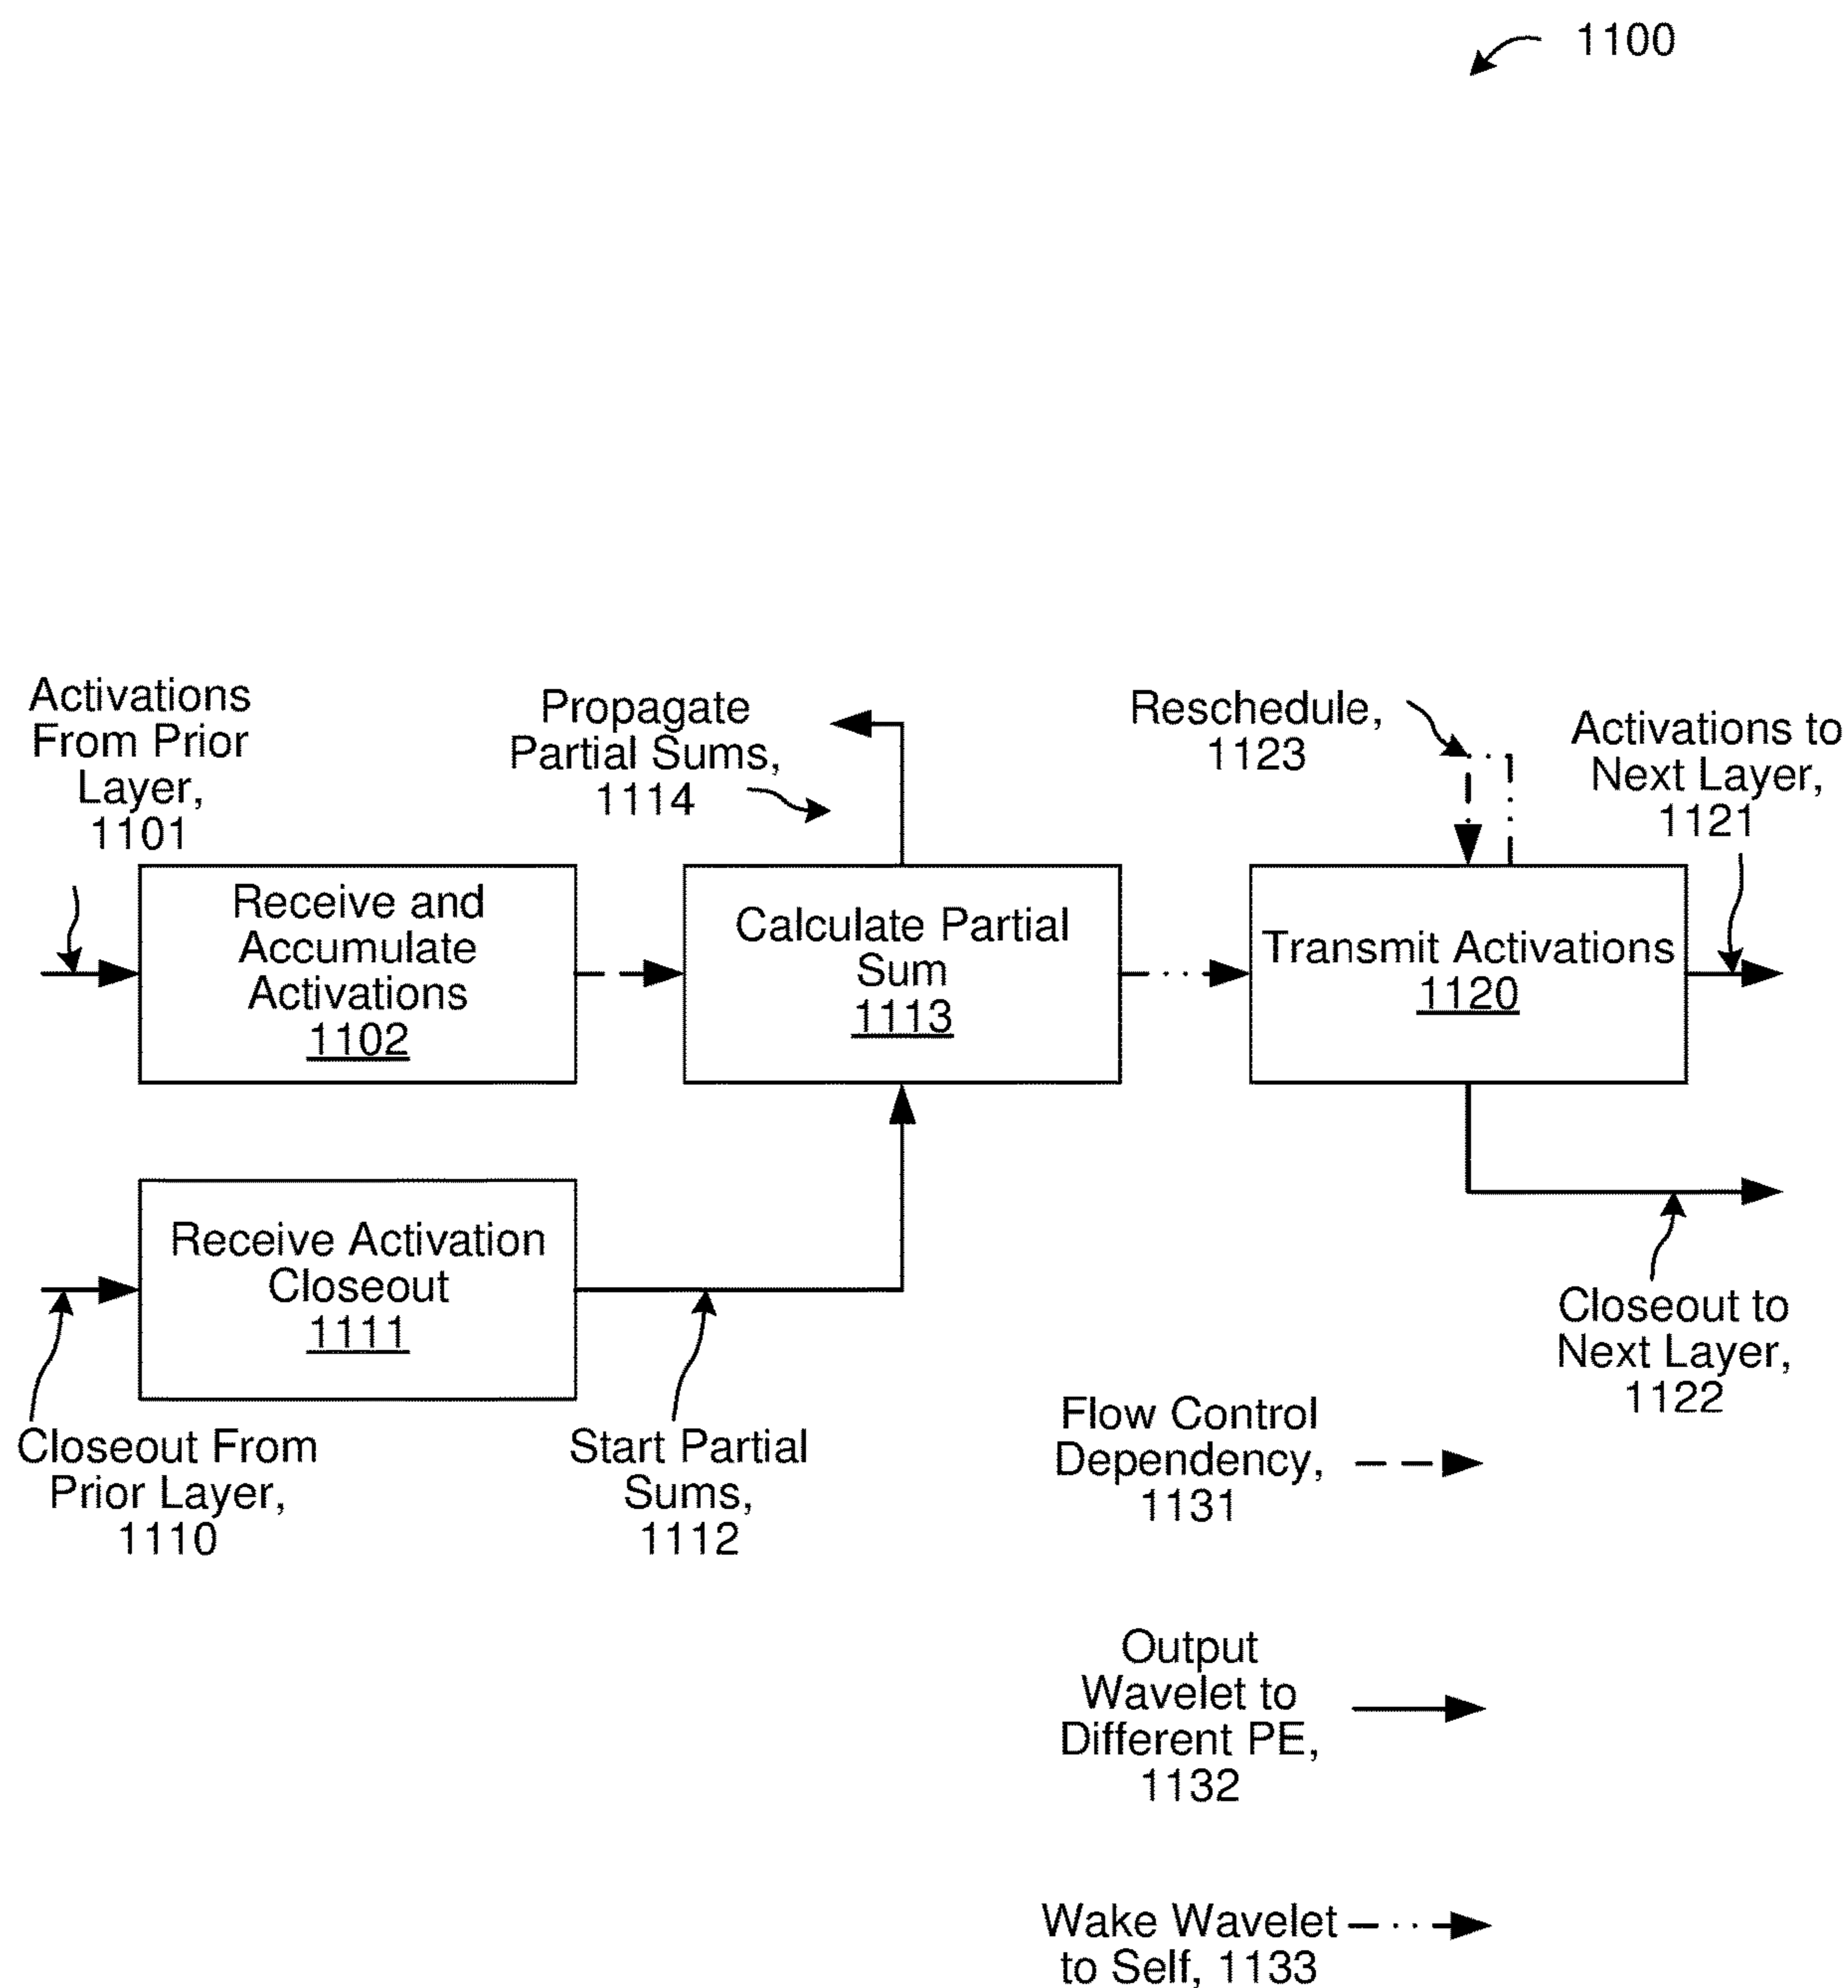 1100
Activations
From Prior
Layer,
1101
Propagate
Partial Sums,
1114
Reschedule,
1123
Activations to
Next Layer,
1121
Receive and
Accumulate
Activations
1102
Calculate Partial
Sum
1113
Transmit Activations
1120
Receive Activation
Closeout
1111
Closeout From
Prior Layer,
1110
Start Partial
Sums,
1112
Closeout to
Next Layer,
1122
Flow Control
Dependency,
1131
Output
Wavelet to
Different PE,
1132
Wake Wavelet
to Self, 1133